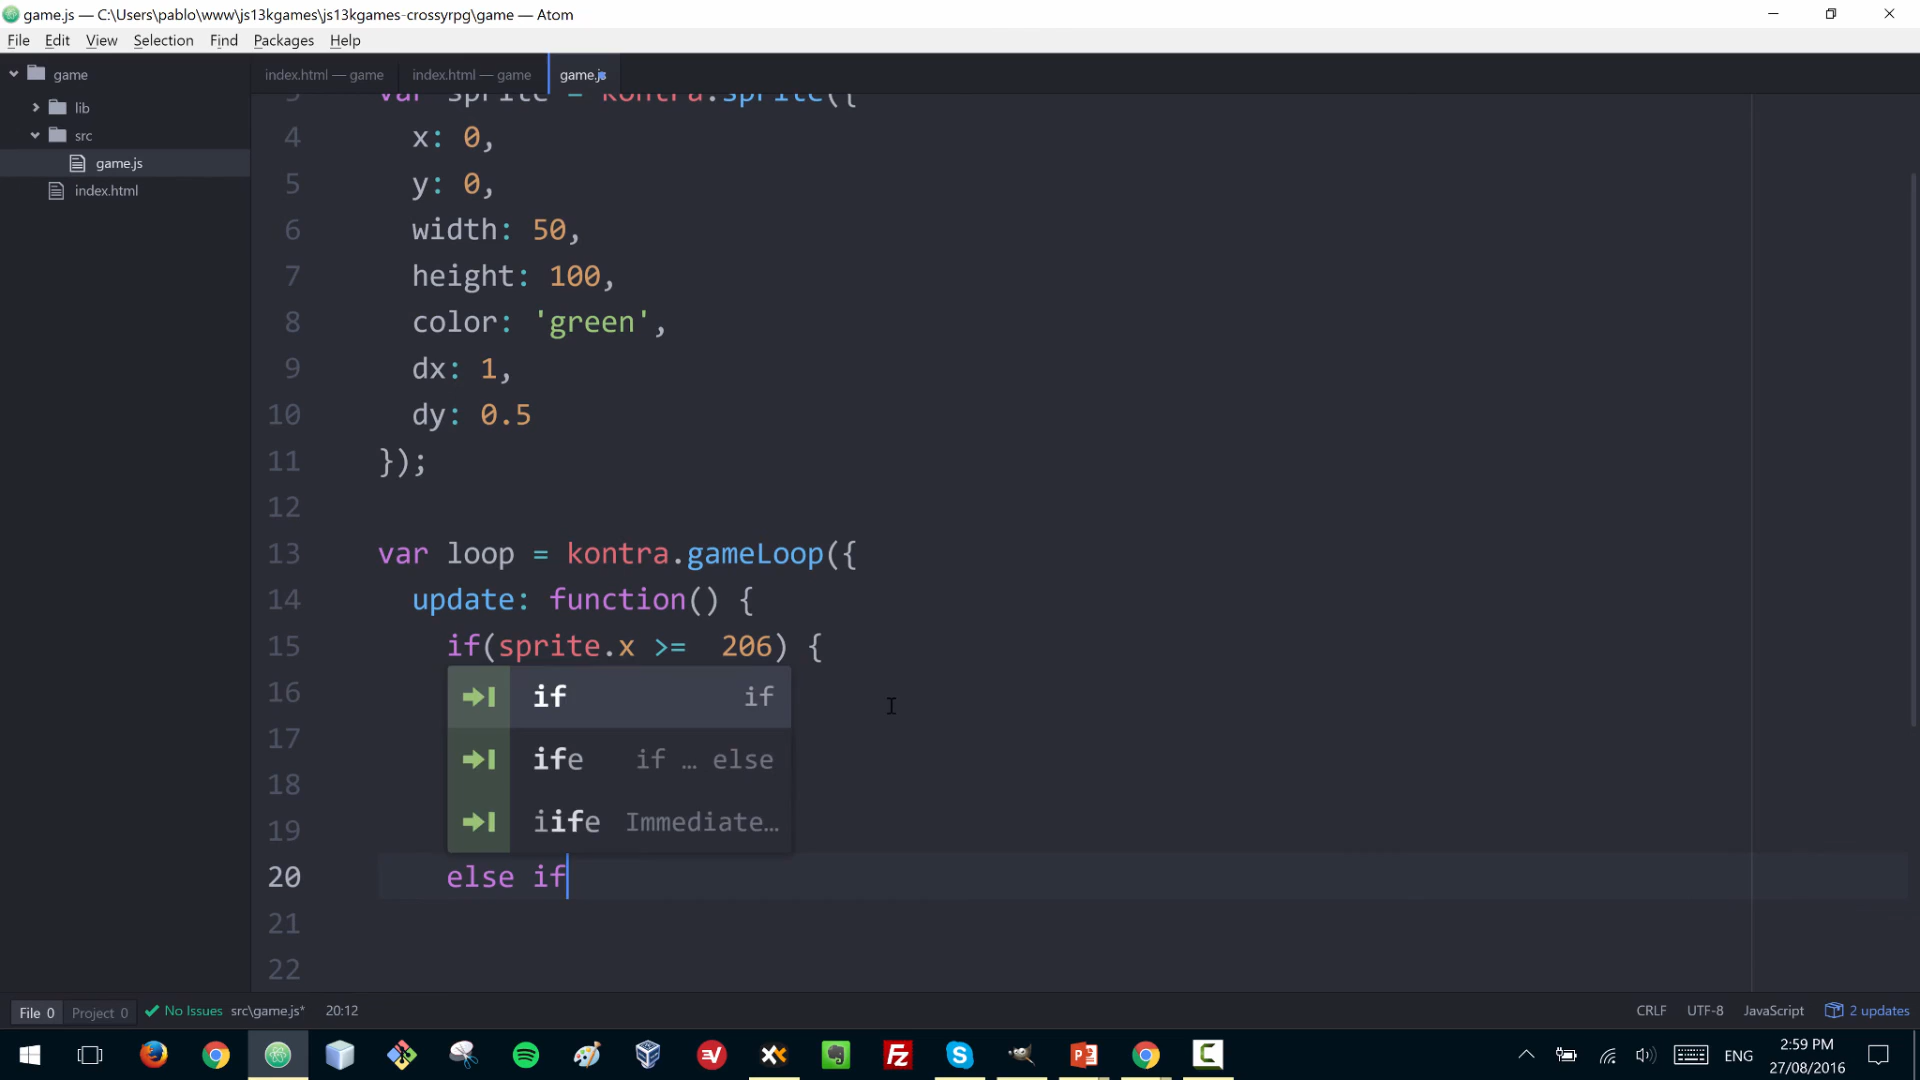 game.js — C:\Users\pablo\www\js13kgames\js13kgames-crossyrpg\game — Atom
File Edit View Selection Find Packages Help
game
lib
src
game.js
index.html
index.html — game
index.html — game
game.js
3 var sprite = kontra.sprite({
4 x: 0,
5 y: 0,
6 width: 50,
7 height: 100,
8 color: 'green',
9 dx: 1,
10 dy: 0.5
11 });
12
13 var loop = kontra.gameLoop({
14 update: function() {
15 if(sprite.x >=  206) {
16
17
18
19
if if
ife if … else
iife Immediate…
20 else if
21
22
File 0 Project 0 No Issues src\game.js* 20:12 CRLF UTF-8 JavaScript 2 updates
ENG
2:59 PM
27/08/2016